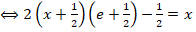 ⇔ 2 (x + 1/2) (e + 1/2) − 1/2 = x